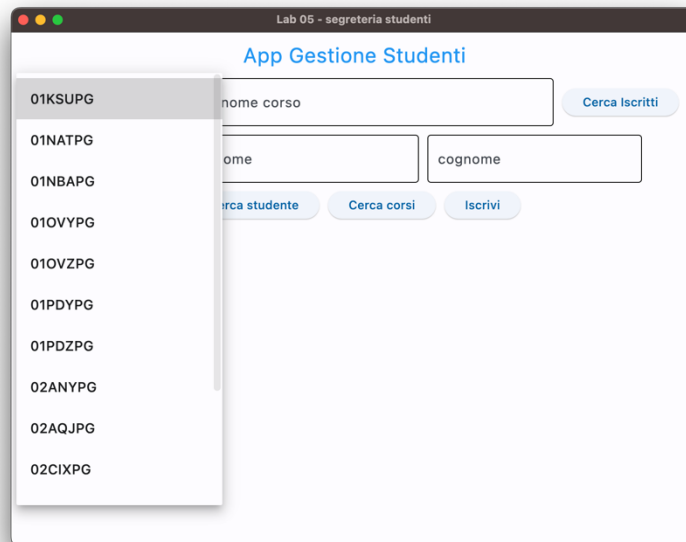 Lab 05 - segreteria studenti
App Gestione Studenti
01KSUPG
nome corso
Cerca Iscritti
01NATPG
ome
cognome
01NBAPG
01OVYPG
erca studente
Cerca corsi
Iscrivi
01OVZPG
01PDYPG
01PDZPG
02ANYPG
02AQJPG
02CIXPG